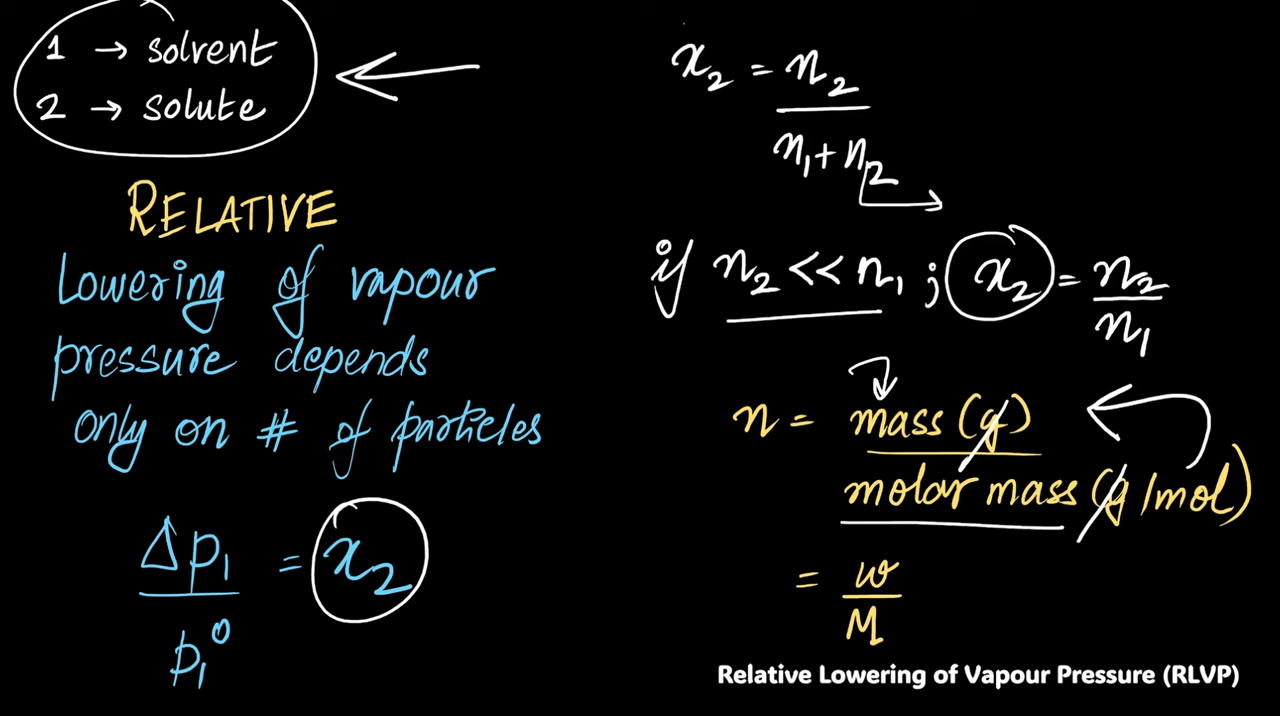 1 → solvent
2 → solute
RELATIVE
Lowering of vapour
pressure depends
only on # of particles
Δp₁ / p₁⁰ = x₂
x₂ = n₂ / n₁ + n₂
if n₂ << n₁ ; x₂ = n₂ / n₁
n = mass (g) / molar mass (g/mol)
= w / M
Relative Lowering of Vapour Pressure (RLVP)